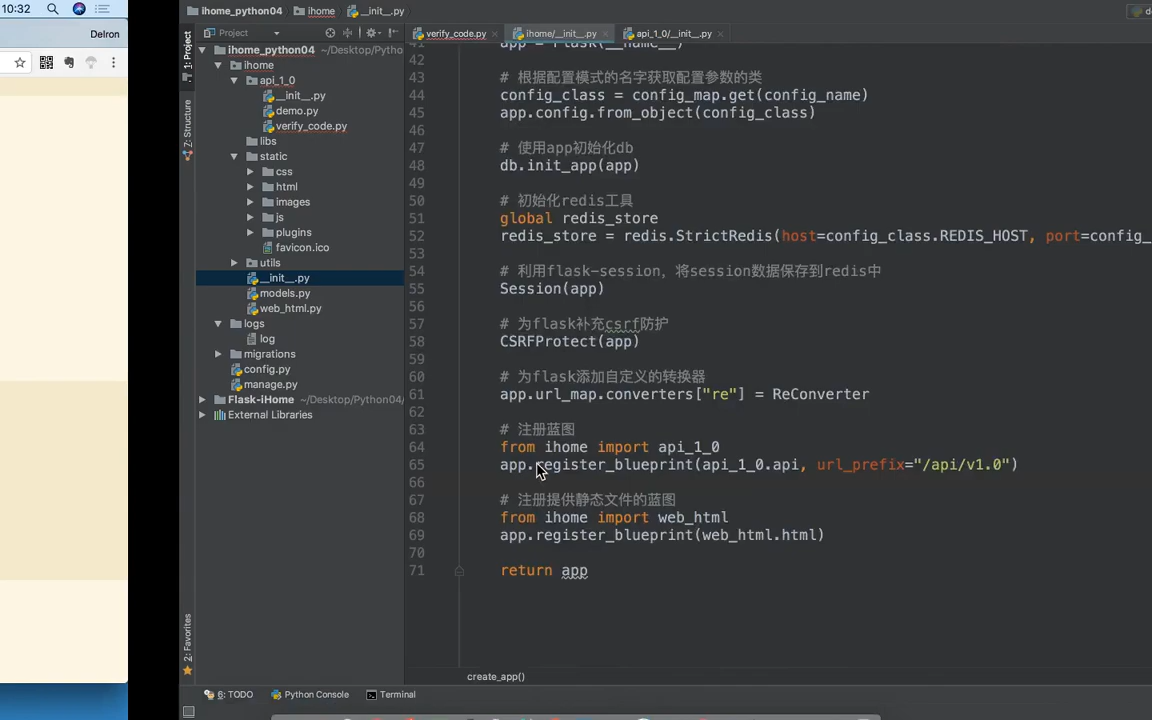 10:32
Delron
ihome_python04
ihome
__init__.py
Project
verify_code.py
ihome/__init__.py
api_1_0/__init__.py
1: Project
Z: Structure
2: Favorites
ihome_python04 ~/Desktop/Pytho
ihome
api_1_0
__init__.py
demo.py
verify_code.py
libs
static
css
html
images
js
plugins
favicon.ico
utils
__init__.py
models.py
web_html.py
logs
log
migrations
config.py
manage.py
Flask-iHome ~/Desktop/Python04/
External Libraries
41 app = Flask(__name__)
42
43 # 根据配置模式的名字获取配置参数的类
44 config_class = config_map.get(config_name)
45 app.config.from_object(config_class)
46
47 # 使用app初始化db
48 db.init_app(app)
49
50 # 初始化redis工具
51 global redis_store
52 redis_store = redis.StrictRedis(host=config_class.REDIS_HOST, port=config_
53
54 # 利用flask-session，将session数据保存到redis中
55 Session(app)
56
57 # 为flask补充csrf防护
58 CSRFProtect(app)
59
60 # 为flask添加自定义的转换器
61 app.url_map.converters["re"] = ReConverter
62
63 # 注册蓝图
64 from ihome import api_1_0
65 app.register_blueprint(api_1_0.api, url_prefix="/api/v1.0")
66
67 # 注册提供静态文件的蓝图
68 from ihome import web_html
69 app.register_blueprint(web_html.html)
70
71 return app
create_app()
6: TODO
Python Console
Terminal